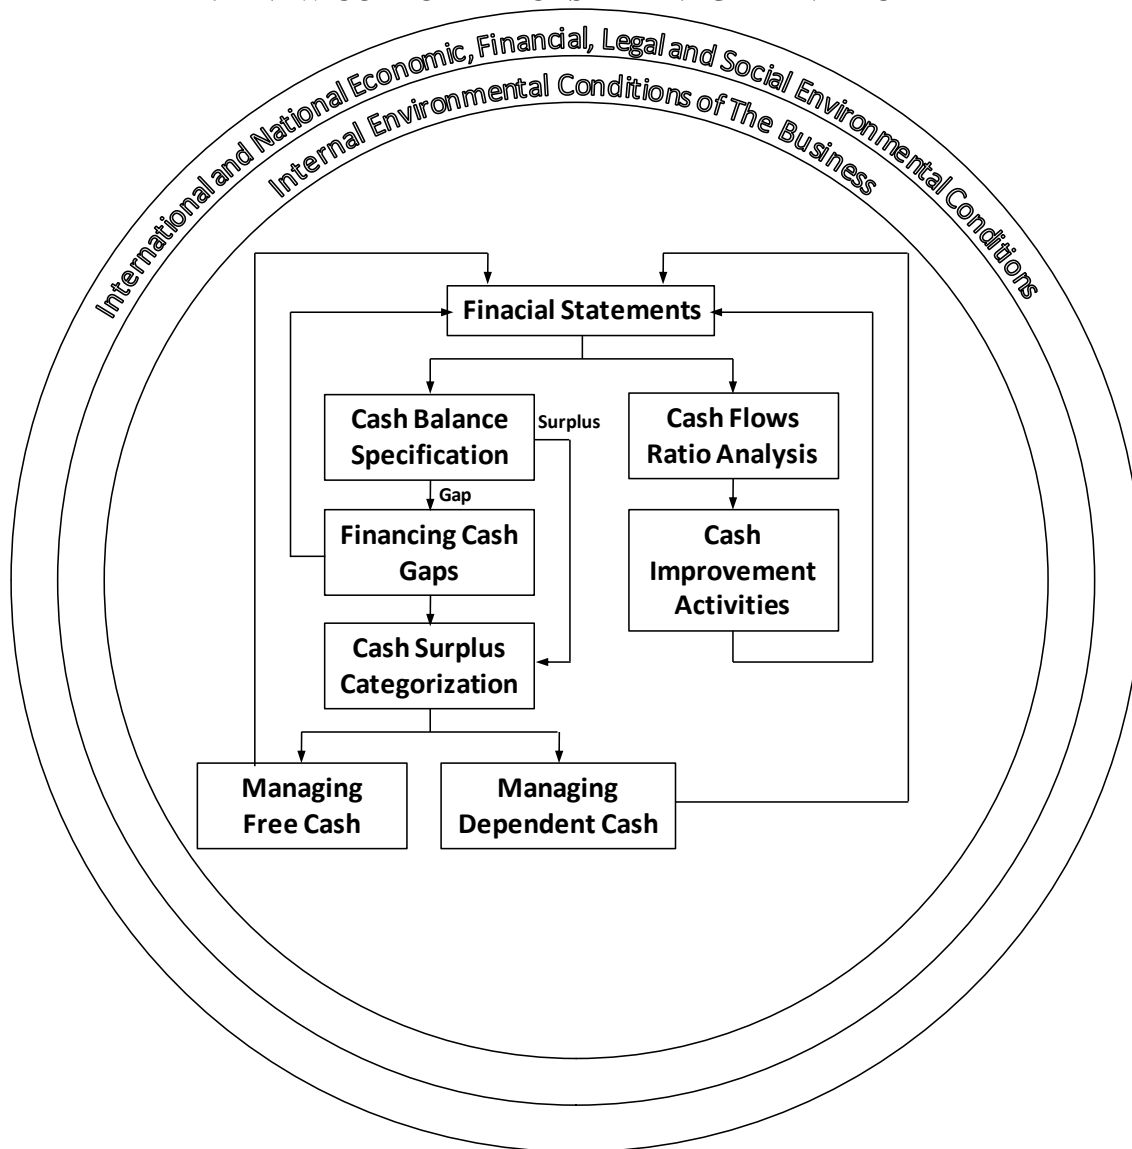 International and National Economic, Financial, Legal and Social Environmental Conditions
Internal Environmental Conditions of The Business
Finacial Statements
Cash Balance
Specification
Surplus
Cash Flows
Ratio Analysis
Gap
Financing Cash
Gaps
Cash
Improvement
Activities
Cash Surplus
Categorization
Managing
Free Cash
Managing
Dependent Cash